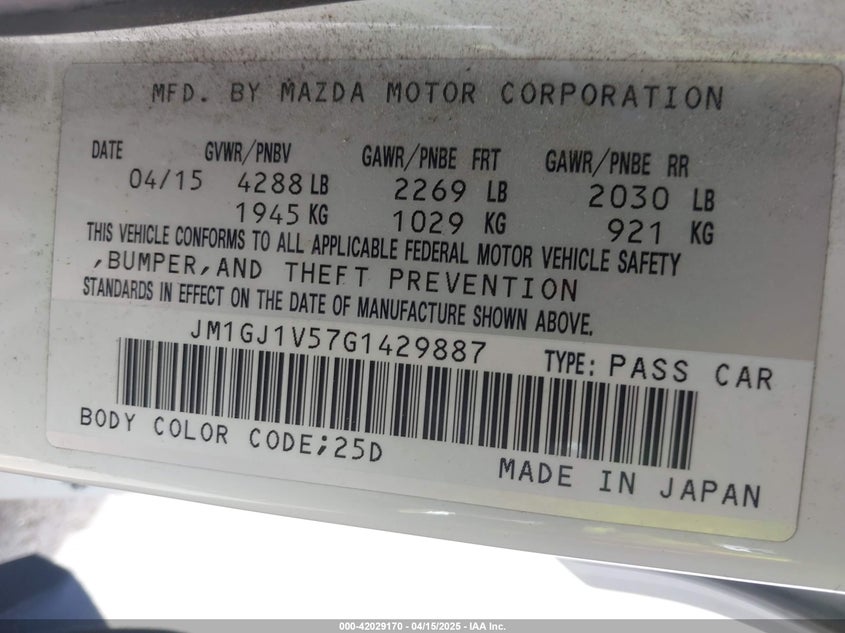 MFD. BY MAZDA MOTOR CORPORATION
DATE GVWR/PNBV GAWR/PNBE FRT GAWR/PNBE RR
04/15 4288 LB 2269 LB 2030 LB
1945 KG 1029 KG 921 KG
THIS VEHICLE CONFORMS TO ALL APPLICABLE FEDERAL MOTOR VEHICLE SAFETY
,BUMPER,AND THEFT PREVENTION
STANDARDS IN EFFECT ON THE DATE OF MANUFACTURE SHOWN ABOVE.
JM1GJ1V57G1429887 TYPE: PASS CAR
BODY COLOR CODE;25D
MADE IN JAPAN
000-42029170 - 04/15/2025 - IAA Inc.